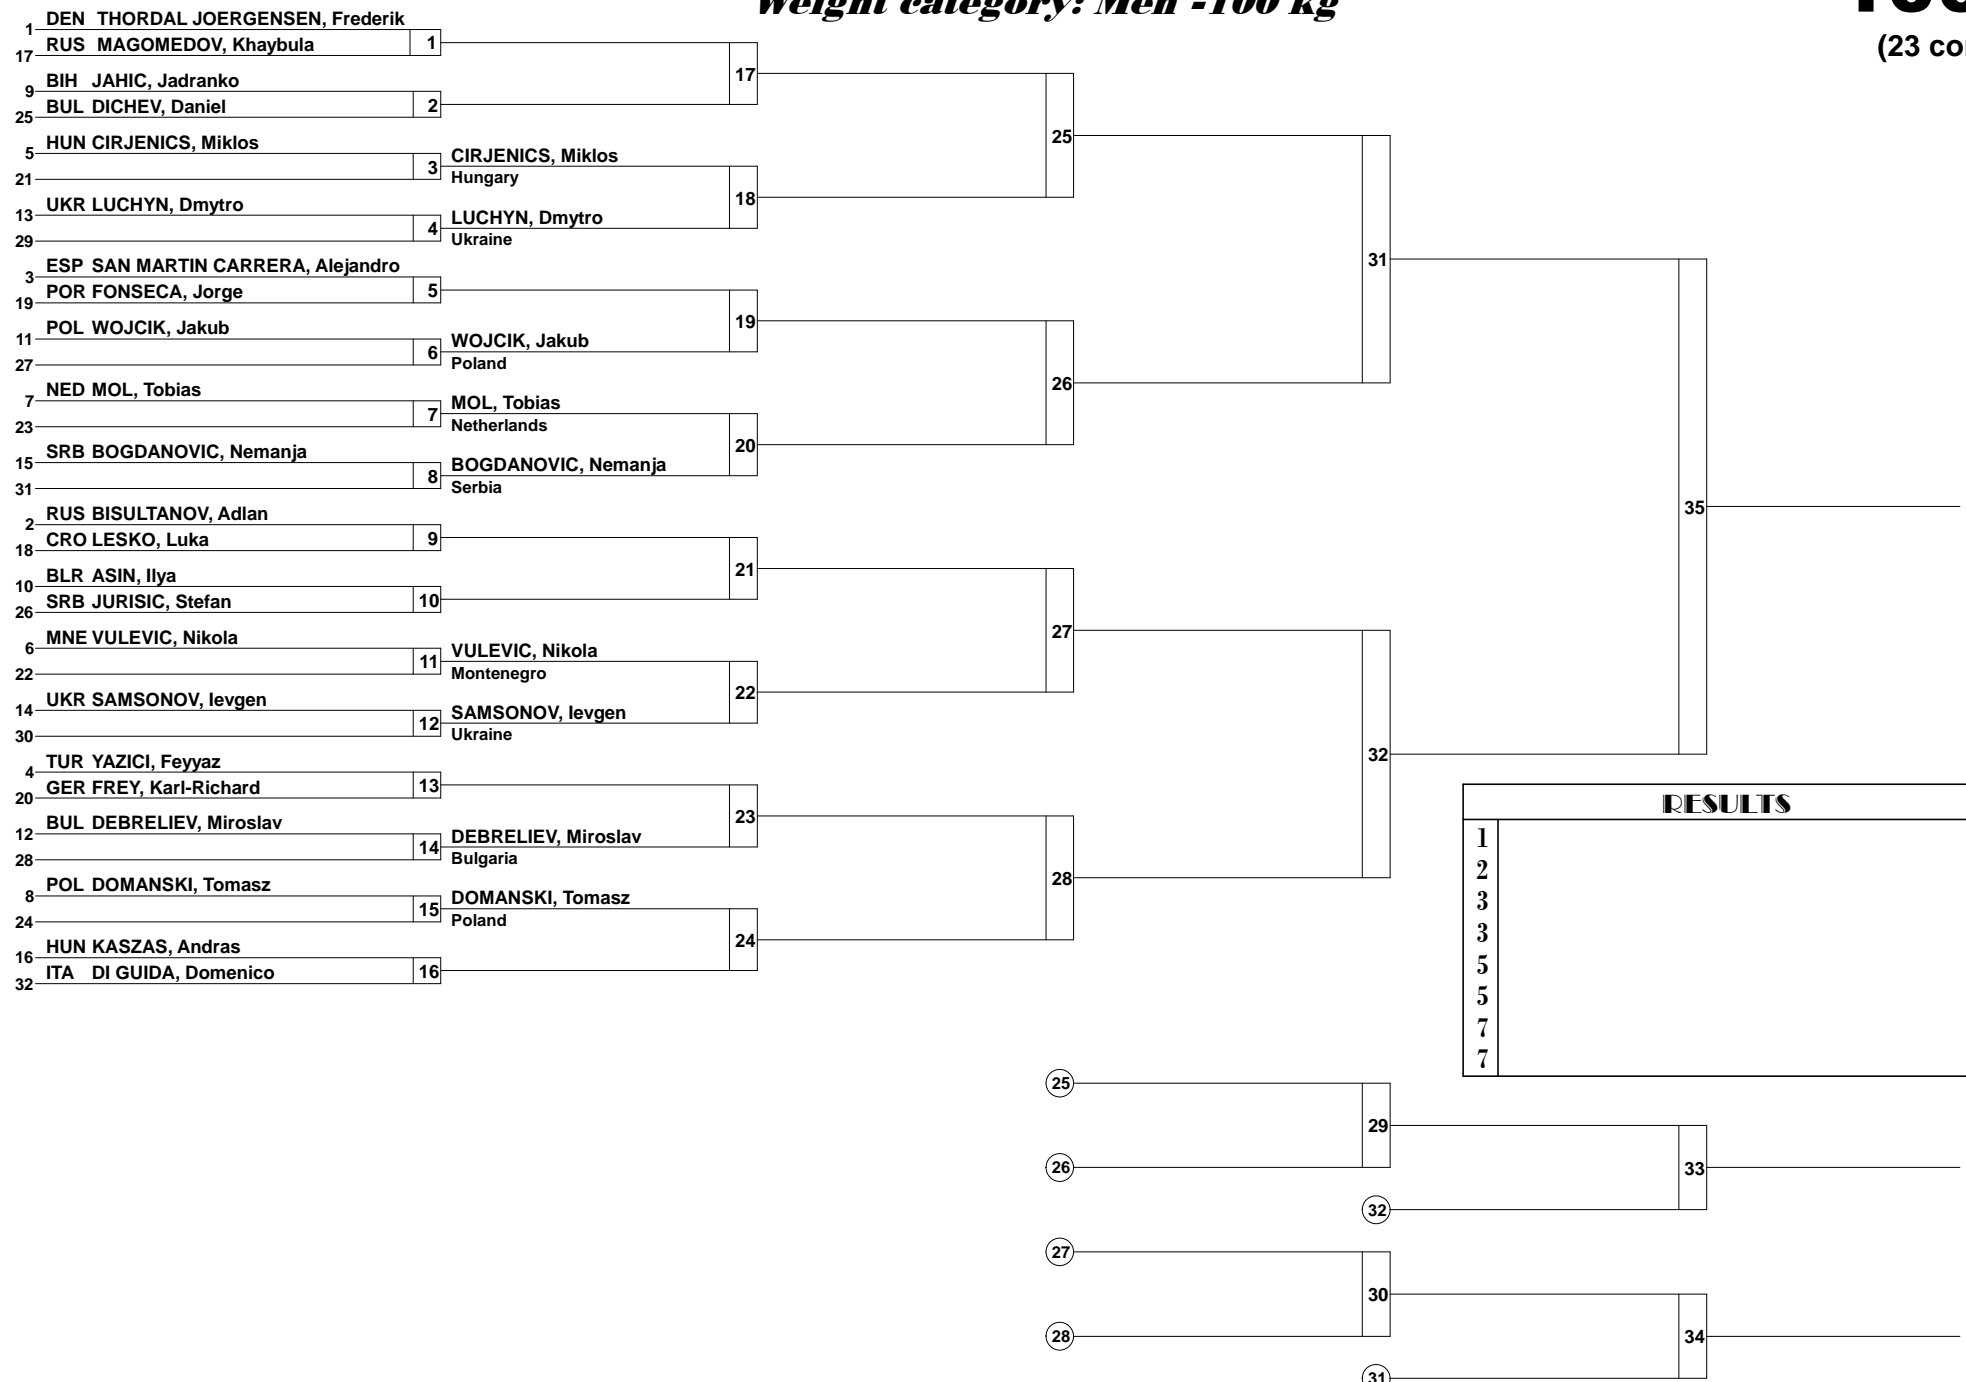 Weight category: Men -100 kg
(23
1 DEN THORDAL JOERGENSEN, Frederik
17 RUS MAGOMEDOV, Khaybula
1
9 BIH JAHIC, Jadranko
25 BUL DICHEV, Daniel
2
17
5 HUN CIRJENICS, Miklos
21
3
CIRJENICS, Miklos
Hungary
13 UKR LUCHYN, Dmytro
29
4
LUCHYN, Dmytro
Ukraine
18
25
3 ESP SAN MARTIN CARRERA, Alejandro
19 POR FONSECA, Jorge
5
11 POL WOJCIK, Jakub
27
6
WOJCIK, Jakub
Poland
19
7 NED MOL, Tobias
23
7
MOL, Tobias
Netherlands
15 SRB BOGDANOVIC, Nemanja
31
8
BOGDANOVIC, Nemanja
Serbia
20
26
31
2 RUS BISULTANOV, Adlan
18 CRO LESKO, Luka
9
10 BLR ASIN, Ilya
26 SRB JURISIC, Stefan
10
21
6 MNE VULEVIC, Nikola
22
11
VULEVIC, Nikola
Montenegro
14 UKR SAMSONOV, Ievgen
30
12
SAMSONOV, Ievgen
Ukraine
22
27
4 TUR YAZICI, Feyyaz
20 GER FREY, Karl-Richard
13
12 BUL DEBRELIEV, Miroslav
28
14
DEBRELIEV, Miroslav
Bulgaria
23
8 POL DOMANSKI, Tomasz
24
15
DOMANSKI, Tomasz
Poland
16 HUN KASZAS, Andras
32 ITA DI GUIDA, Domenico
16
24
28
32
35
RESULTS
1
2
3
3
5
5
7
7
25
26
29
32
33
27
28
30
31
34